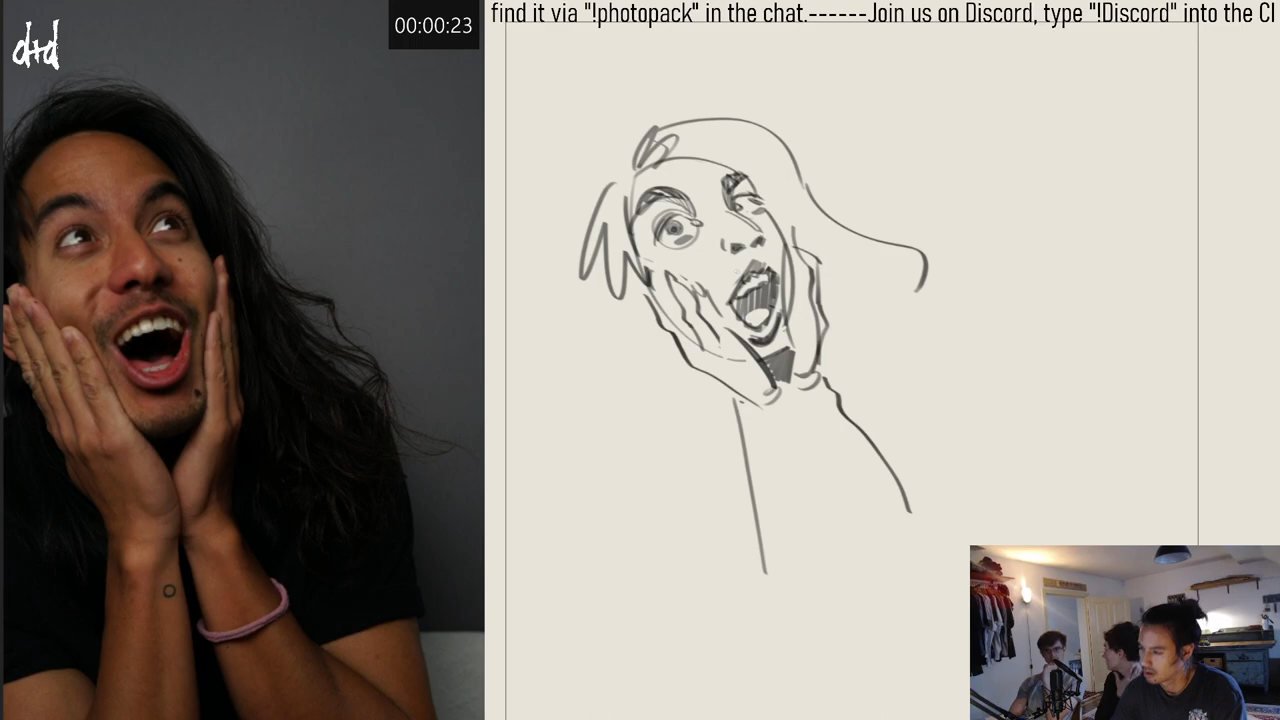 d+d
00:00:23
find it via "!photopack" in the chat.------Join us on Discord, type "!Discord" into the Cl